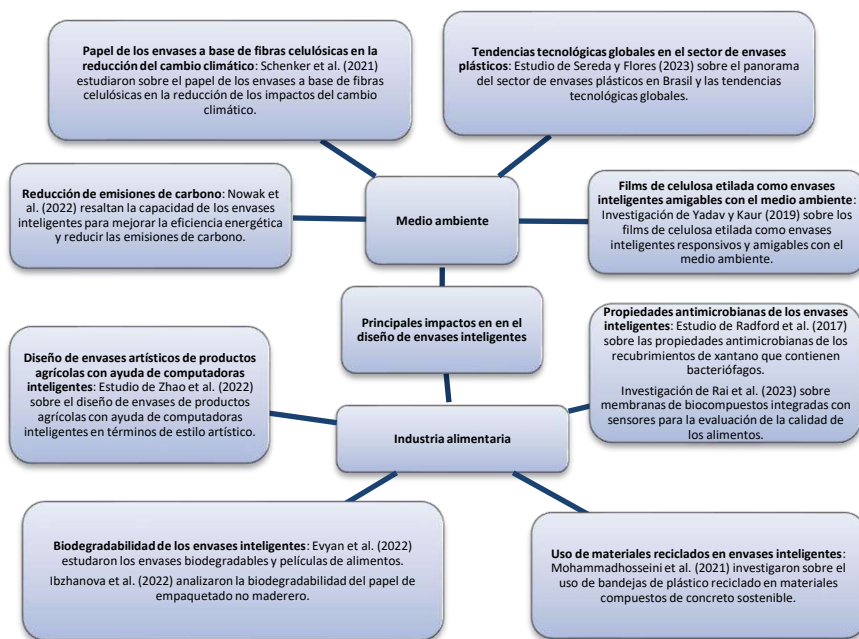 Papel de los envases a base de fibras celulósicas en la
reducción del cambio climático: Schenker et al. (2021)
estudiaron sobre el papel de los envases a base de fibras
celulósicas en la reducción de los impactos del cambio
climático.
Tendencias tecnológicas globales en el sector de envases
plásticos: Estudio de Sereda y Flores (2023) sobre el panorama
del sector de envases plásticos en Brasil y las tendencias
tecnológicas globales.
Reducción de emisiones de carbono: Nowak et
al. (2022) resaltan la capacidad de los envases
inteligentes para mejorar la eficiencia energética
y reducir las emisiones de carbono.
Medio ambiente
Films de celulosa etilada como envases
inteligentes amigables con el medio ambiente:
Investigación de Yadav y Kaur (2019) sobre los
films de celulosa etilada como envases
inteligentes responsivos y amigables con el
medio ambiente.
Principales impactos en en el
diseño de envases inteligentes
Diseño de envases artísticos de productos
agrícolas con ayuda de computadoras
inteligentes: Estudio de Zhao et al. (2022)
sobre el diseño de envases de productos
agrícolas con ayuda de computadoras
inteligentes en términos de estilo artístico.
Propiedades antimicrobianas de los envases
inteligentes: Estudio de Radford et al. (2017)
sobre las propiedades antimicrobianas de los
recubrimientos de xantano que contienen
bacteriófagos.
Investigación de Rai et al. (2023) sobre
membranas de biocompuestos integradas con
sensores para la evaluación de la calidad de
los alimentos.
Industria alimentaria
Biodegradabilidad de los envases inteligentes: Evyan et al. (2022)
estudaron los envases biodegradables y películas de alimentos.
Ibzhanova et al. (2022) analizaron la biodegradabilidad del papel de
empaquetado no maderero.
Uso de materiales reciclados en envases inteligentes:
Mohammadhosseini et al. (2021) investigaron sobre el
uso de bandejas de plástico reciclado en materiales
compuestos de concreto sostenible.